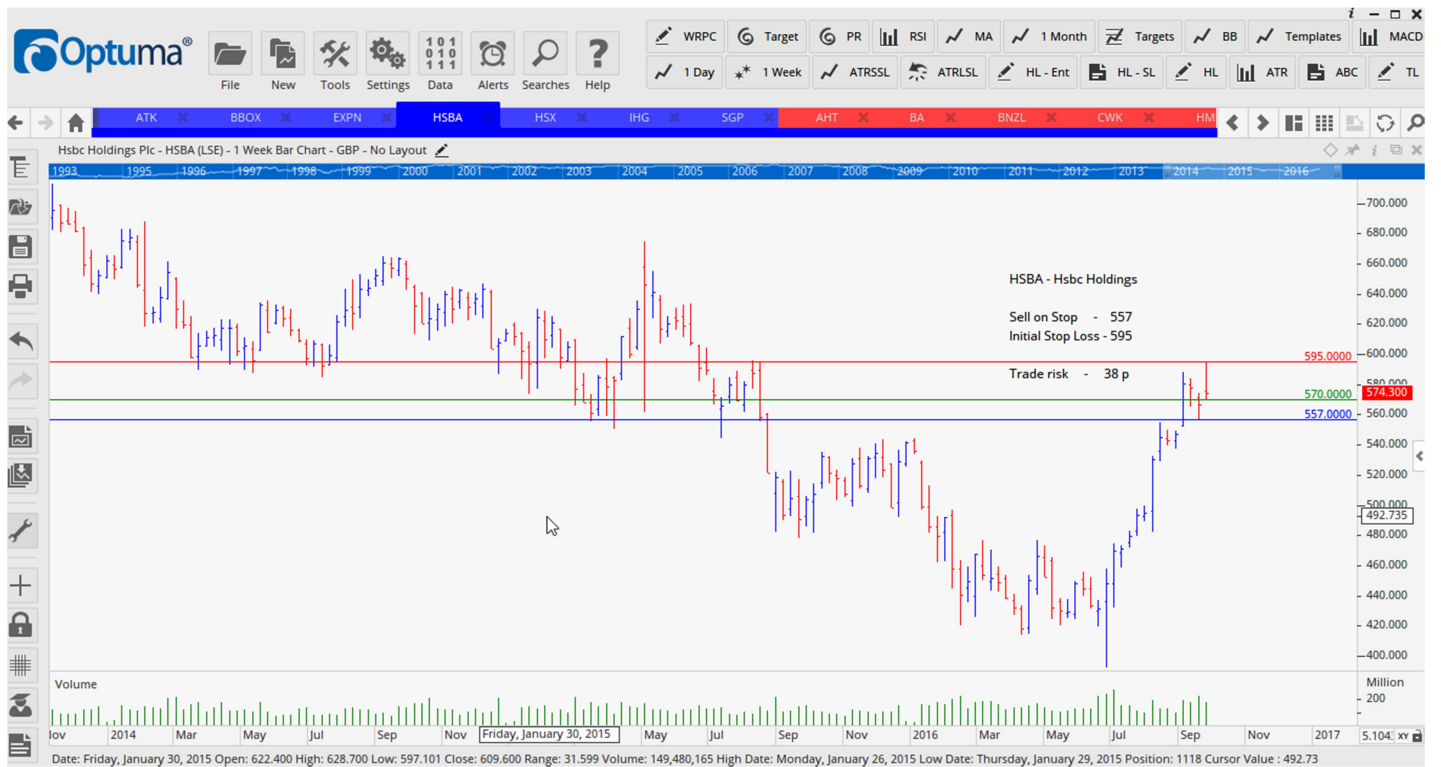 i
Optuma®
File
New
Tools
Settings
101
010
111
Data
Alerts
Searches
Help
WRPC
Target
PR
RSI
MA
1 Month
Targets
BB
Templates
MACD
1 Day
1 Week
ATRSSL
ATRLSL
HL - Ent
HL - SL
HL
ATR
ABC
TL
ATK
BBOX
EXPN
HSBA
HSX
IHG
SGP
AHT
BA
BNZL
CWK
HM
Hsbc Holdings Plc - HSBA (LSE) - 1 Week Bar Chart - GBP - No Layout
1993 1995 1996 1997 1998 1999 2000 2001 2002 2003 2004 2005 2006 2007 2008 2009 2010 2011 2012 2013 2014 2015 2016
700.000
680.000
660.000
640.000
620.000
600.000
580.000
574.300
560.000
540.000
520.000
500.000
492.735
480.000
460.000
440.000
420.000
400.000
HSBA - Hsbc Holdings
Sell on Stop - 557
Initial Stop Loss - 595
Trade risk - 38 p
595.0000
570.0000
557.0000
Volume
Million
200
lov 2014 Mar May Jul Sep Nov Friday, January 30, 2015 May Jul Sep Nov 2016 Mar May Jul Sep Nov 2017 5.104: XY
Date: Friday, January 30, 2015 Open: 622.400 High: 628.700 Low: 597.101 Close: 609.600 Range: 31.599 Volume: 149,480,165 High Date: Monday, January 26, 2015 Low Date: Thursday, January 29, 2015 Position: 1118 Cursor Value : 492.73